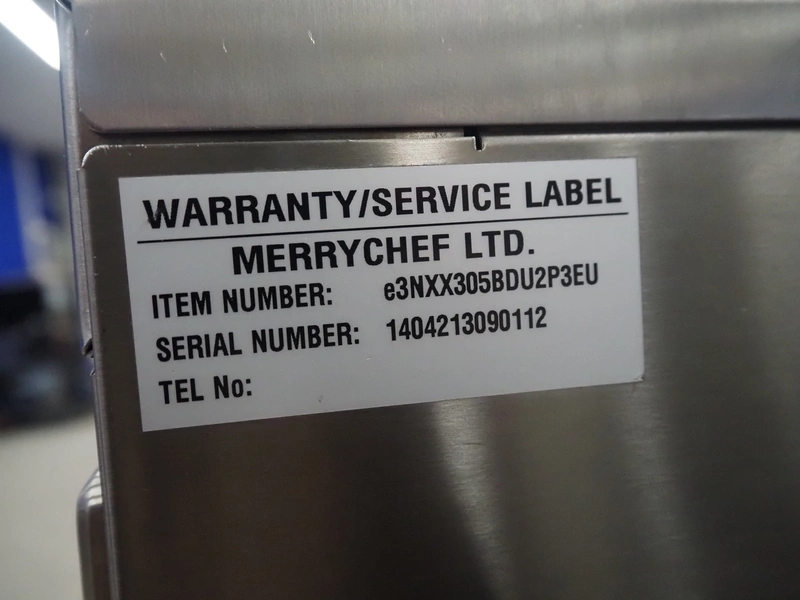 WARRANTY/SERVICE LABEL
MERRYCHEF LTD.
ITEM NUMBER: e3NXX305BDU2P3EU
SERIAL NUMBER: 1404213090112
TEL No: